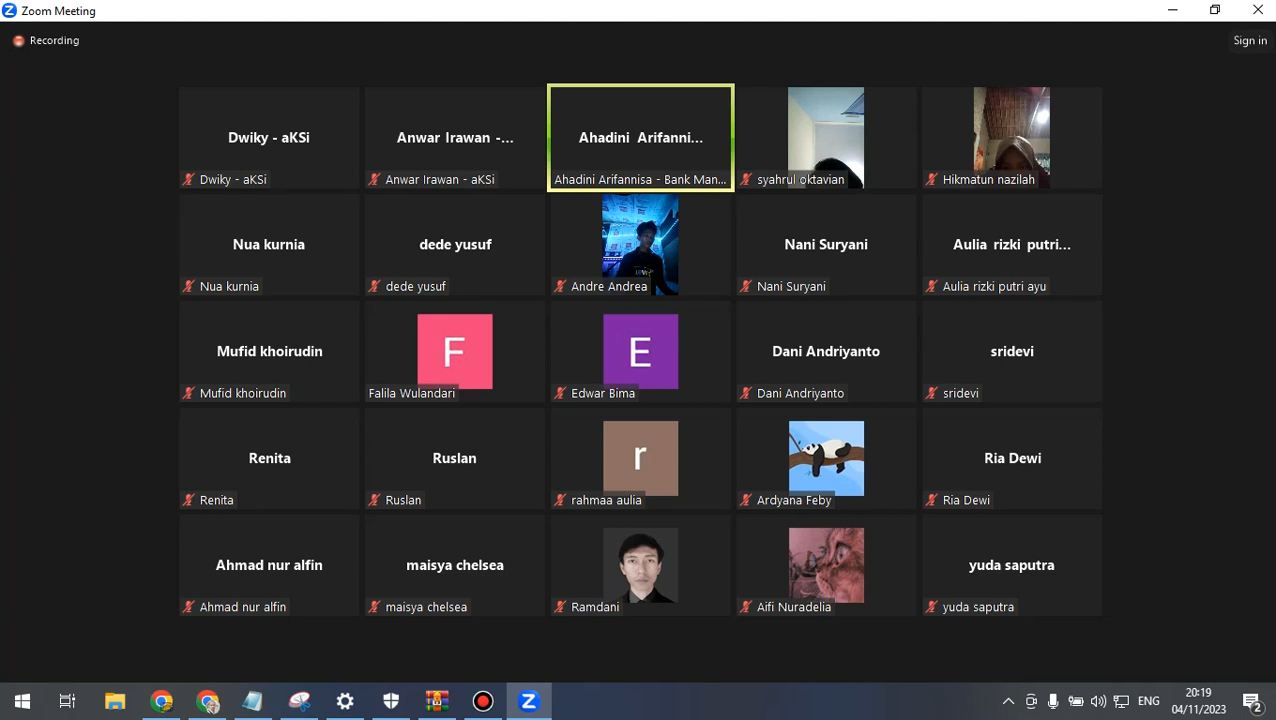 Zoom Meeting
Recording
Sign in
Dwiky - aKSi
Dwiky - aKSi
Anwar Irawan -...
Anwar Irawan - aKSi
Ahadini Arifanni...
Ahadini Arifannisa - Bank Man...
syahrul oktavian
Hikmatun nazilah
Nua kurnia
Nua kurnia
dede yusuf
dede yusuf
Andre Andrea
Nani Suryani
Nani Suryani
Aulia rizki putri...
Aulia rizki putri ayu
Mufid khoirudin
Mufid khoirudin
F
Falila Wulandari
E
Edwar Bima
Dani Andriyanto
Dani Andriyanto
sridevi
sridevi
Renita
Renita
Ruslan
Ruslan
r
rahmaa aulia
Ardyana Feby
Ria Dewi
Ria Dewi
Ahmad nur alfin
Ahmad nur alfin
maisya chelsea
maisya chelsea
Ramdani
Aifi Nuradelia
yuda saputra
yuda saputra
ENG
20:19
04/11/2023
2